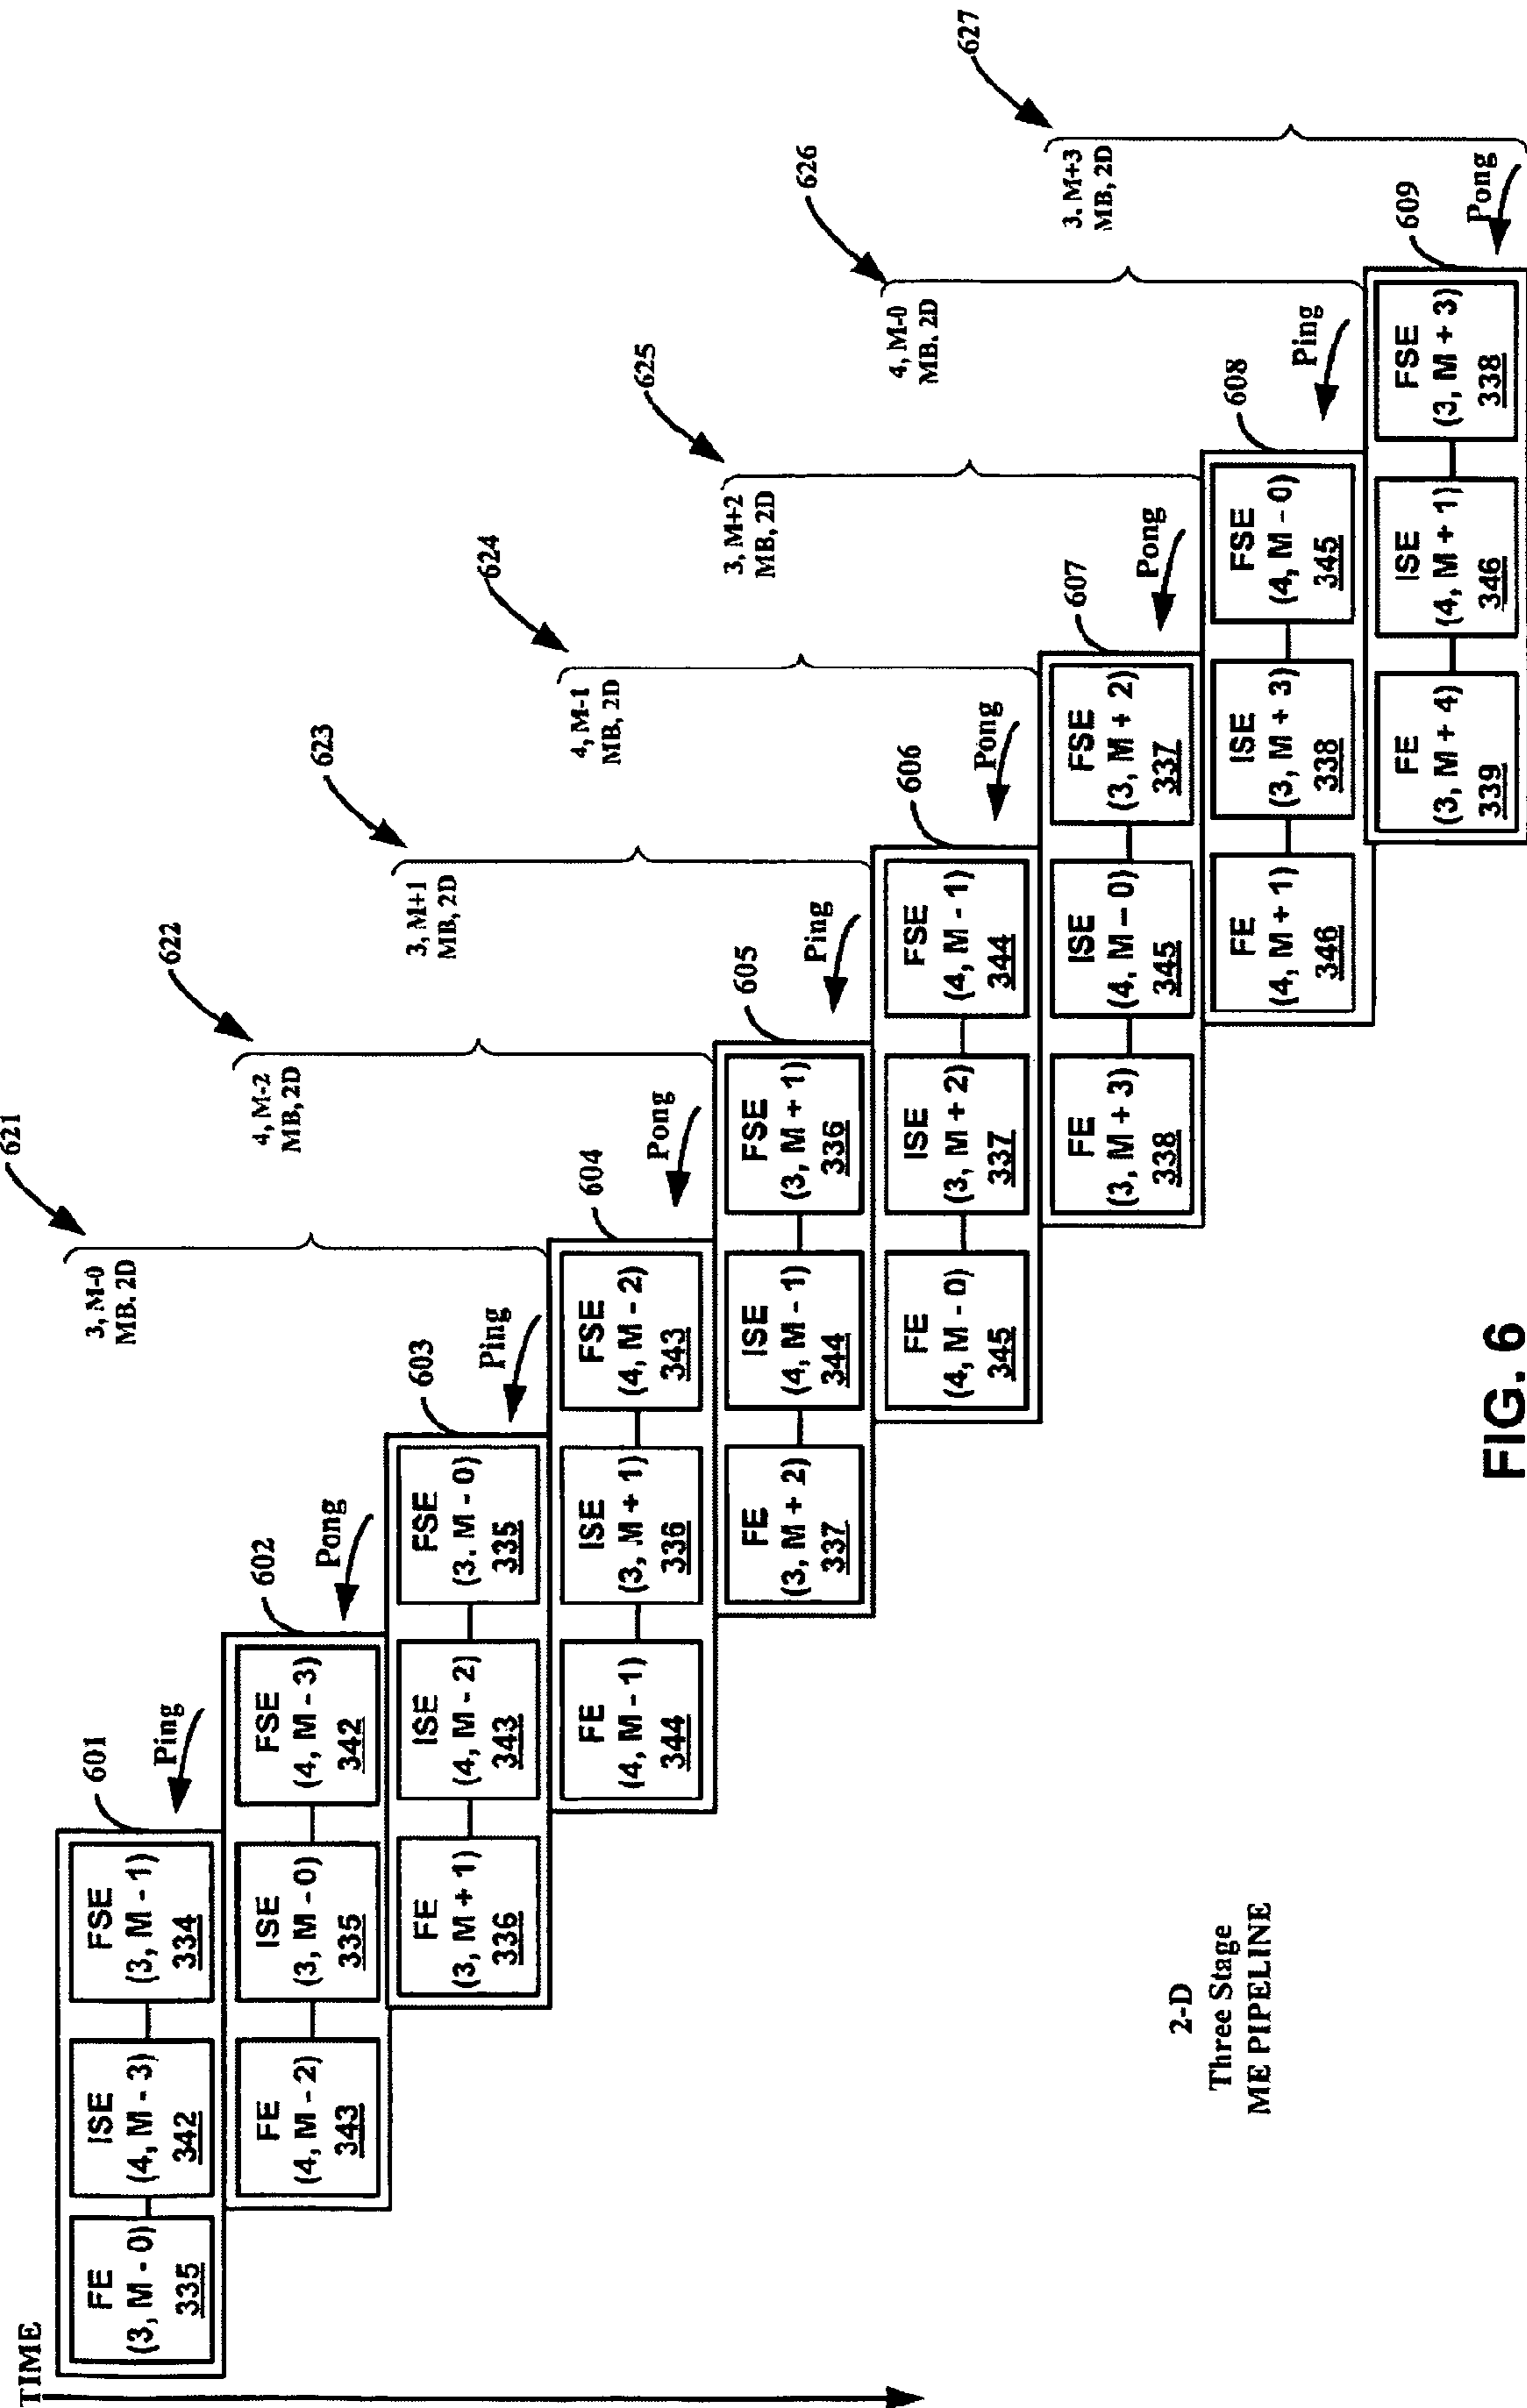 TIME
FE
(3, M - 0)
335
ISE
(4, M - 3)
342
FSE
(3, M - 1)
334
601
Ping
FE
(4, M - 2)
343
ISE
(3, M - 0)
335
FSE
(4, M - 3)
342
602
Pong
FE
(3, M + 1)
336
ISE
(4, M - 2)
343
FSE
(3. M - 0)
335
603
Ping
3, M-0
MB. 2D
621
FE
(4, M - 1)
344
ISE
(3, M + 1)
336
FSE
(4, M - 2)
343
604
Pong
4, M-2
MB, 2D
622
FE
(3, M + 2)
337
ISE
(4, M - 1)
344
FSE
(3, M + 1)
336
605
Ping
3, M+1
MB, 2D
623
FE
(4, M - 0)
345
ISE
(3, M + 2)
337
FSE
(4, M - 1)
344
606
Pong
4, M-1
MB, 2D
624
FE
(3, M + 3)
338
ISE
(4, M - 0)
345
FSE
(3, M + 2)
337
607
Pong
3, M+2
MB, 2D
625
FE
(4, M + 1)
346
ISE
(3, M + 3)
338
FSE
(4, M - 0)
345
608
Ping
4, M-0
MB. 2D
626
FE
(3, M + 4)
339
ISE
(4, M + 1)
346
FSE
(3, M + 3)
338
609
Pong
3. M+3
MB, 2D
627
2-D
Three Stage
ME PIPELINE
FIG. 6